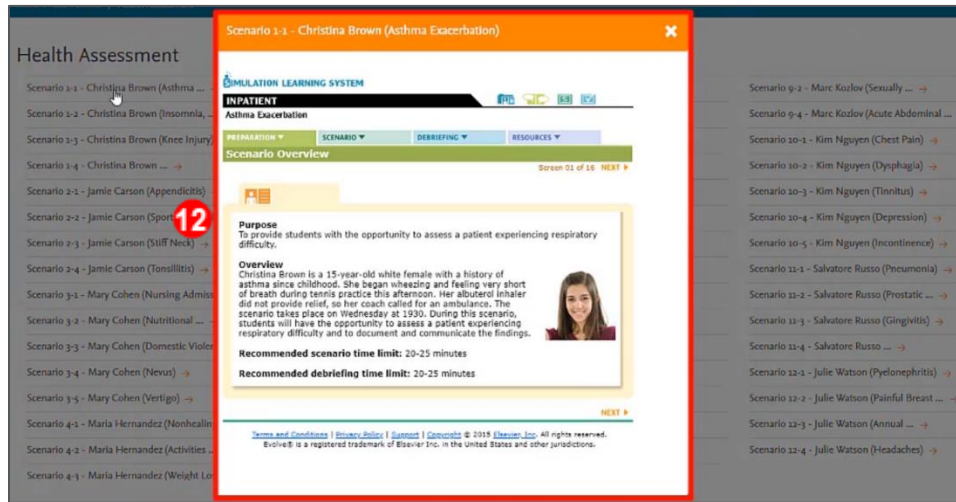 Health Assessment
Scenario 1-1 - Christina Brown (Asthma ...
Scenario 1-2 - Christina Brown (Insomnia, ...
Scenario 1-3 - Christina Brown (Knee Injury)
Scenario 1-4 - Christina Brown ... →
Scenario 2-1 - Jamie Carson (Appendicitis)
Scenario 2-2 - Jamie Carson (Sport
Scenario 2-3 - Jamie Carson (Stiff Neck) →
Scenario 2-4 - Jamie Carson (Tonsillitis) →
Scenario 3-1 - Mary Cohen (Nursing Admiss
Scenario 3-2 - Mary Cohen (Nutritional ... →
Scenario 3-3 - Mary Cohen (Domestic Violen
Scenario 3-4 - Mary Cohen (Nevus) →
Scenario 3-5 - Mary Cohen (Vertigo) →
Scenario 4-1 - Maria Hernandez (Nonhealin
Scenario 4-2 - Maria Hernandez (Activities ..
Scenario 4-3 - Maria Hernandez (Weight Lo
12
Scenario 1-1 - Christina Brown (Asthma Exacerbation)
SIMULATION LEARNING SYSTEM
INPATIENT
Asthma Exacerbation
PREPARATION ▼ SCENARIO ▼ DEBRIEFING ▼ RESOURCES ▼
Scenario Overview
Screen 01 of 16 NEXT
Purpose
To provide students with the opportunity to assess a patient experiencing respiratory
difficulty.
Overview
Christina Brown is a 15-year-old white female with a history of
asthma since childhood. She began wheezing and feeling very short
of breath during tennis practice this afternoon. Her albuterol inhaler
did not provide relief, so her coach called for an ambulance. The
scenario takes place on Wednesday at 1930. During this scenario,
students will have the opportunity to assess a patient experiencing
respiratory difficulty and to document and communicate the findings.
Recommended scenario time limit: 20-25 minutes
Recommended debriefing time limit: 20-25 minutes
NEXT
Terms and Conditions | Privacy Policy | Support | Copyright © 2015 Elsevier, Inc. All rights reserved.
Evolve® is a registered trademark of Elsevier Inc. in the United States and other jurisdictions.
Scenario 9-2 - Marc Kozlov (Sexually ... →
Scenario 9-4 - Marc Kozlov (Acute Abdominal ...
Scenario 10-1 - Kim Nguyen (Chest Pain) →
Scenario 10-2 - Kim Nguyen (Dysphagia) →
Scenario 10-3 - Kim Nguyen (Tinnitus) →
Scenario 10-4 - Kim Nguyen (Depression) →
Scenario 10-5 - Kim Nguyen (Incontinence) →
Scenario 11-1 - Salvatore Russo (Pneumonia) →
Scenario 11-2 - Salvatore Russo (Prostatic ... →
Scenario 11-3 - Salvatore Russo (Gingivitis) →
Scenario 11-4 - Salvatore Russo ... →
Scenario 12-1 - Julie Watson (Pyelonephritis) →
Scenario 12-2 - Julie Watson (Painful Breast ... →
Scenario 12-3 - Julie Watson (Annual ... →
Scenario 12-4 - Julie Watson (Headaches) →